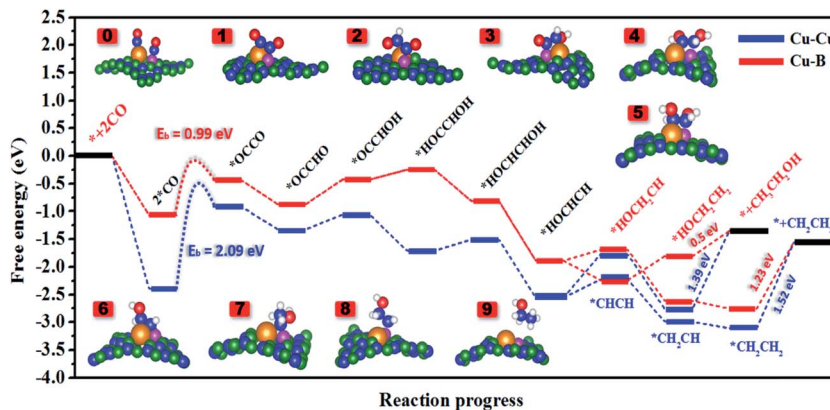 2.5
2.0
1.5
1.0
0.5
0.0
-0.5
-1.0
-1.5
-2.0
-2.5
-3.0
-3.5
-4.0
Free energy (eV)
0
1
2
3
4
Cu-Cu
Cu-B
5
*+2CO
E_b = 0.99 eV
2*CO
*OCCO
*OCCHO
*OCCHOH
*HOCCHOH
*HOCHCHOH
*HOCHCH
*HOCH₂CH
*HOCH₂CH₂
*+CH₃CH₂OH
*+CH₂CH₂
E_b = 2.09 eV
0.5 eV
1.39 eV
1.23 eV
1.52 eV
*CHCH
*CH₂CH
*CH₂CH₂
6
7
8
9
Reaction progress